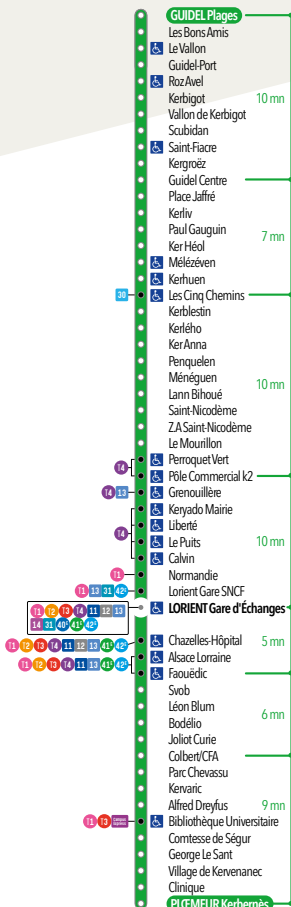 GUIDEL Plages
Les Bons Amis
Le Vallon
Guidel-Port
Roz Avel
Kerbigot 10 mn
Vallon de Kerbigot
Scubidan
Saint-Fiacre
Kergroëz
Guidel Centre
Place Jaffré
Kerliv
Paul Gauguin 7 mn
Ker Héol
Mélézéven
Kerhuen
30 Les Cinq Chemins
Kerblestin
Kerlého
Ker Anna
Penquelen
Ménéguen 10 mn
Lann Bihoué
Saint-Nicodème
Z.A Saint-Nicodème
Le Mourillon
T4 Perroquet Vert
Pôle Commercial k2
T4 13 Grenouillère
Keryado Mairie
T4 Liberté
Le Puits 10 mn
Calvin
T1 Normandie
T1 13 31 42 Lorient Gare SNCF
T1 T2 T3 T4 11 12 13 LORIENT Gare d'Échanges
14 31 40 41 42
T1 T2 T3 T4 11 12 13 41 42 Chazelles-Hôpital 5 mn
T1 T2 T3 T4 11 13 41 42 Alsace Lorraine
Faouëdic
Svob
Léon Blum
Bodélio 6 mn
Joliot Curie
Colbert/CFA
Parc Chevassu
Kervaric
Alfred Dreyfus 9 mn
T1 T3 Bibliothèque Universitaire
Comtesse de Ségur
George Le Sant
Village de Kervenanec
Clinique
PLŒMEUR Kerbernès